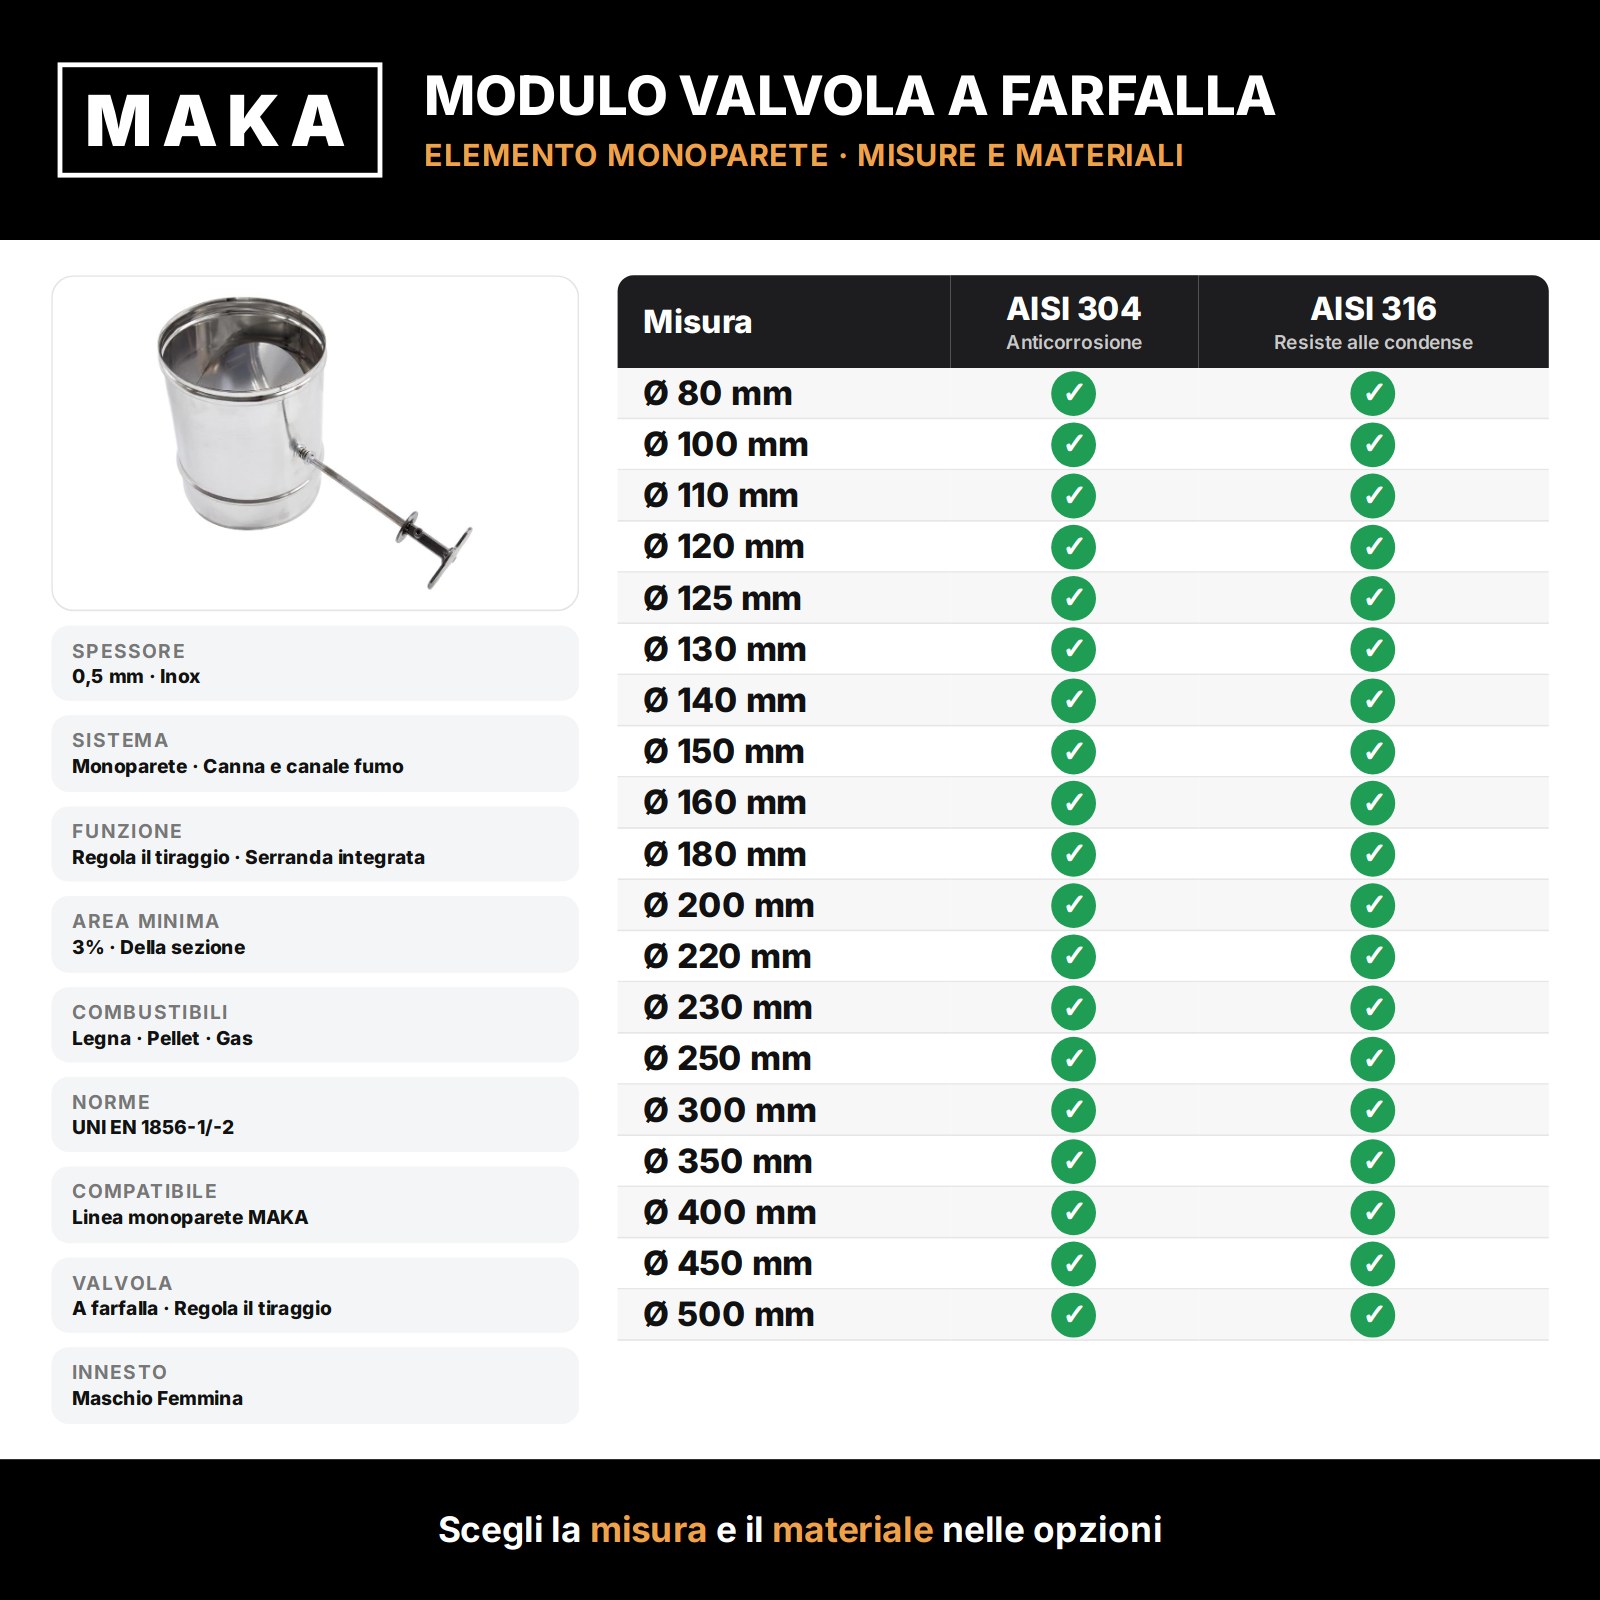 MAKA
MODULO VALVOLA A FARFALLA
ELEMENTO MONOPARETE · MISURE E MATERIALI
SPESSORE
0,5 mm · Inox
SISTEMA
Monoparete · Canna e canale fumo
FUNZIONE
Regola il tiraggio · Serranda integrata
AREA MINIMA
3% · Della sezione
COMBUSTIBILI
Legna · Pellet · Gas
NORME
UNI EN 1856-1/-2
COMPATIBILE
Linea monoparete MAKA
VALVOLA
A farfalla · Regola il tiraggio
INNESTO
Maschio Femmina
Misura AISI 304 AISI 316
Anticorrosione Resiste alle condense
Ø 80 mm ✓ ✓
Ø 100 mm ✓ ✓
Ø 110 mm ✓ ✓
Ø 120 mm ✓ ✓
Ø 125 mm ✓ ✓
Ø 130 mm ✓ ✓
Ø 140 mm ✓ ✓
Ø 150 mm ✓ ✓
Ø 160 mm ✓ ✓
Ø 180 mm ✓ ✓
Ø 200 mm ✓ ✓
Ø 220 mm ✓ ✓
Ø 230 mm ✓ ✓
Ø 250 mm ✓ ✓
Ø 300 mm ✓ ✓
Ø 350 mm ✓ ✓
Ø 400 mm ✓ ✓
Ø 450 mm ✓ ✓
Ø 500 mm ✓ ✓
Scegli la misura e il materiale nelle opzioni